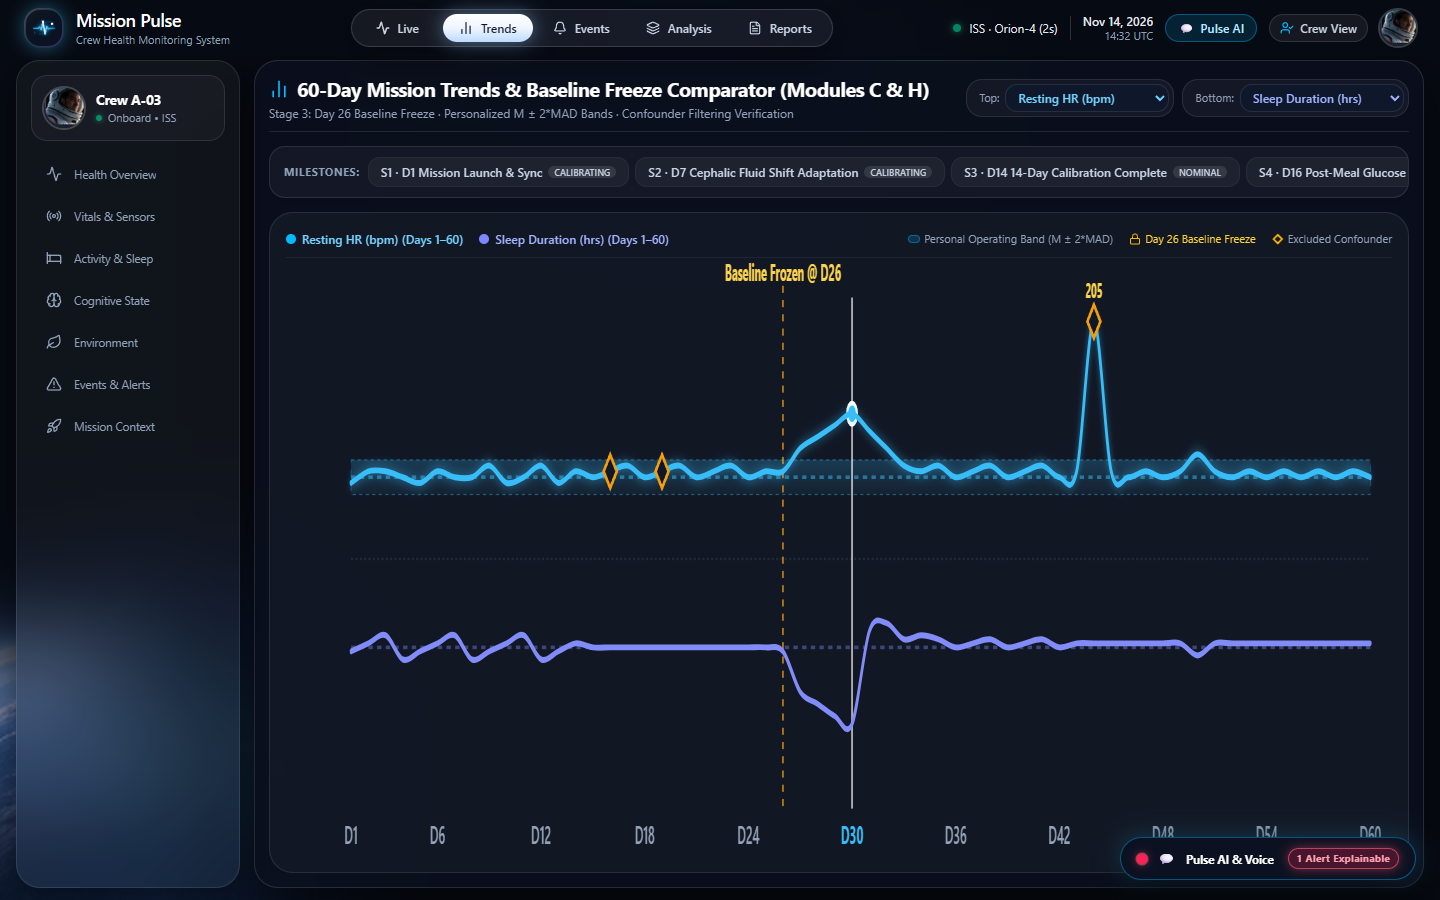 Mission Pulse
Crew Health Monitoring System
Live
Trends
Events
Analysis
Reports
ISS · Orion-4 (2s)
Nov 14, 2026
14:32 UTC
Pulse AI
Crew View
Crew A-03
Onboard • ISS
Health Overview
Vitals & Sensors
Activity & Sleep
Cognitive State
Environment
Events & Alerts
Mission Context
60-Day Mission Trends & Baseline Freeze Comparator (Modules C & H)
Stage 3: Day 26 Baseline Freeze · Personalized M ± 2*MAD Bands · Confounder Filtering Verification
Top: Resting HR (bpm)
Bottom: Sleep Duration (hrs)
MILESTONES:
S1 · D1 Mission Launch & Sync CALIBRATING
S2 · D7 Cephalic Fluid Shift Adaptation CALIBRATING
S3 · D14 14-Day Calibration Complete NOMINAL
S4 · D16 Post-Meal Glucose
Resting HR (bpm) (Days 1–60)
Sleep Duration (hrs) (Days 1–60)
Personal Operating Band (M ± 2*MAD)
Day 26 Baseline Freeze
Excluded Confounder
Baseline Frozen @ D26
205
D1 D6 D12 D18 D24 D30 D36 D42 D48 D54 D60
Pulse AI & Voice
1 Alert Explainable